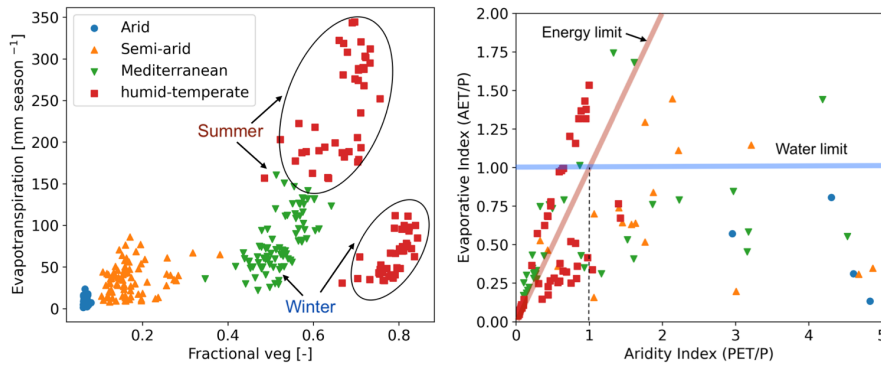 Evapotranspiration [mm season ⁻¹]
350
300
250
200
150
100
50
0
Arid
Semi-arid
Mediterranean
humid-temperate
Summer
Winter
0.2
0.4
0.6
0.8
Fractional veg [-]
Evaporative Index (AET/P)
2.00
1.75
1.50
1.25
1.00
0.75
0.50
0.25
0.00
Energy limit
Water limit
0
1
2
3
4
5
Aridity Index (PET/P)